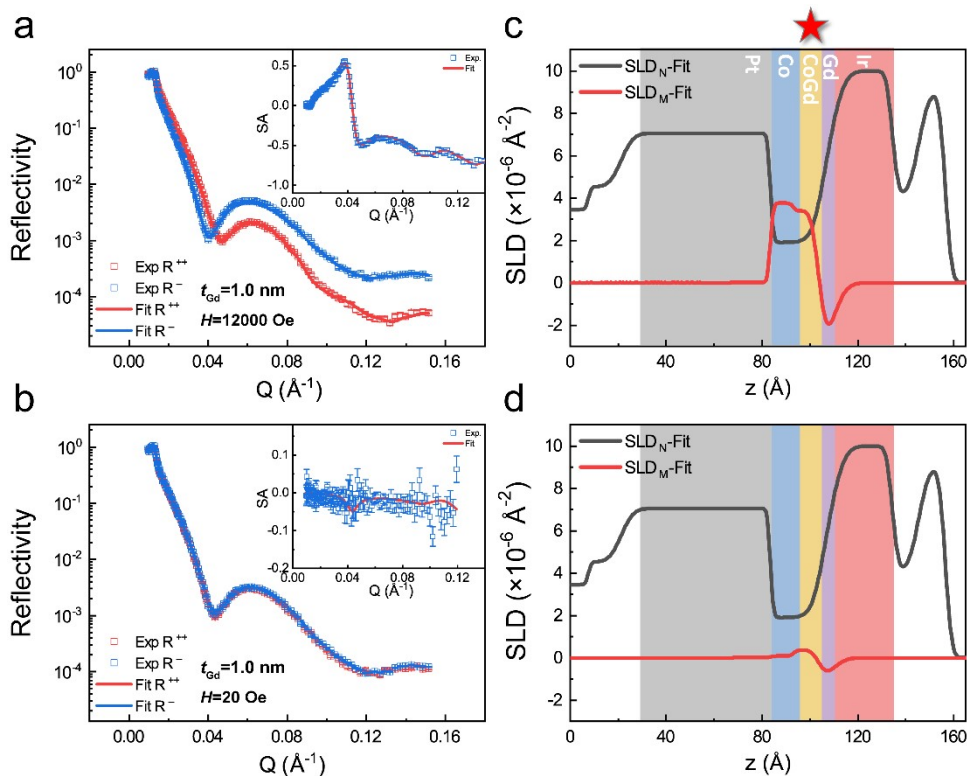 a
Reflectivity
10⁰
10⁻¹
10⁻²
10⁻³
10⁻⁴
0.00 0.04 0.08 0.12 0.16
Q (Å⁻¹)
Exp R⁺⁺
Exp R⁻
Fit R⁺⁺
Fit R⁻
t_Gd=1.0 nm
H=12000 Oe
SA
0.5
0.0
-0.5
-1.0
0.00 0.04 0.08 0.12
Q (Å⁻¹)
Exp.
Fit
c
SLD (×10⁻⁶ Å⁻²)
10
8
6
4
2
0
-2
0 40 80 120 160
z (Å)
SLD_N-Fit
SLD_M-Fit
Pt
Co
CoGd
Gd
Ir
b
Reflectivity
10⁰
10⁻¹
10⁻²
10⁻³
10⁻⁴
0.00 0.04 0.08 0.12 0.16
Q (Å⁻¹)
Exp R⁺⁺
Exp R⁻
Fit R⁺⁺
Fit R⁻
t_Gd=1.0 nm
H=20 Oe
SA
0.1
0.0
-0.1
-0.2
0.00 0.04 0.08 0.12
Q (Å⁻¹)
Exp.
Fit
d
SLD (×10⁻⁶ Å⁻²)
10
8
6
4
2
0
-2
0 40 80 120 160
z (Å)
SLD_N-Fit
SLD_M-Fit